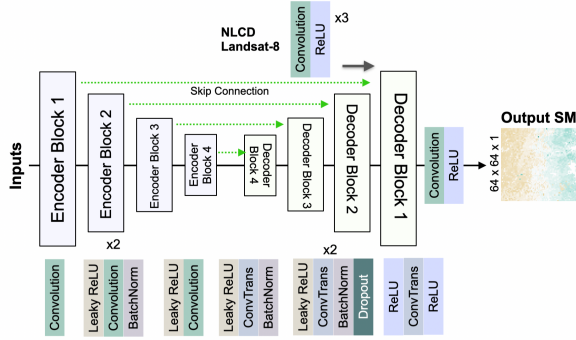 NLCD
Landsat-8
Convolution
ReLU
x3
Skip Connection
Inputs
Encoder Block 1
Encoder Block 2
Encoder Block 3
Encoder
Block 4
Decoder
Block 4
Decoder
Block 3
Decoder
Block 2
Decoder Block 1
Convolution
ReLU
64 x 64 x 1
Output SM
x2
x2
Convolution
Leaky ReLU
Convolution
BatchNorm
Leaky ReLU
Convolution
Leaky ReLU
ConvTrans
BatchNorm
Leaky ReLU
ConvTrans
BatchNorm
Dropout
ReLU
ConvTrans
ReLU